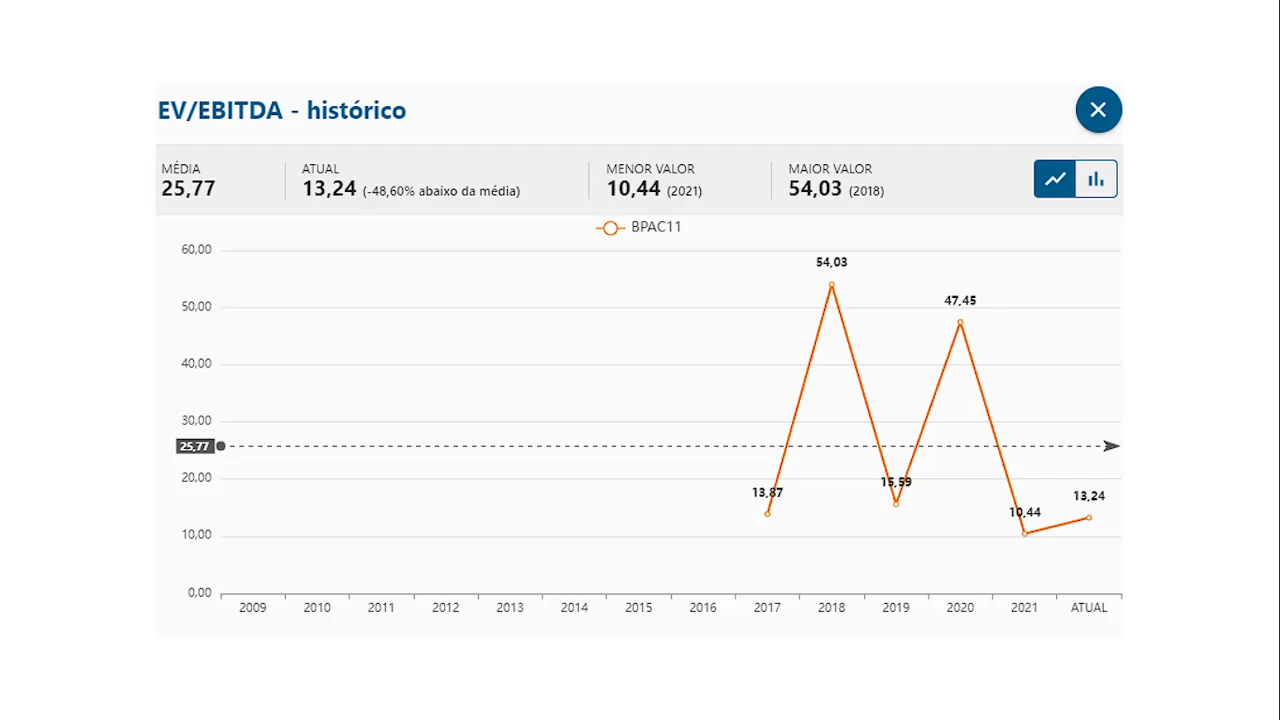 EV/EBITDA - histórico
MÉDIA
25,77
ATUAL
13,24 (-48,60% abaixo da média)
MENOR VALOR
10,44 (2021)
MAIOR VALOR
54,03 (2018)
BPAC11
60,00
50,00
40,00
30,00
25,77
20,00
10,00
0,00
13,87
54,03
15,59
47,45
10,44
13,24
2009 2010 2011 2012 2013 2014 2015 2016 2017 2018 2019 2020 2021 ATUAL